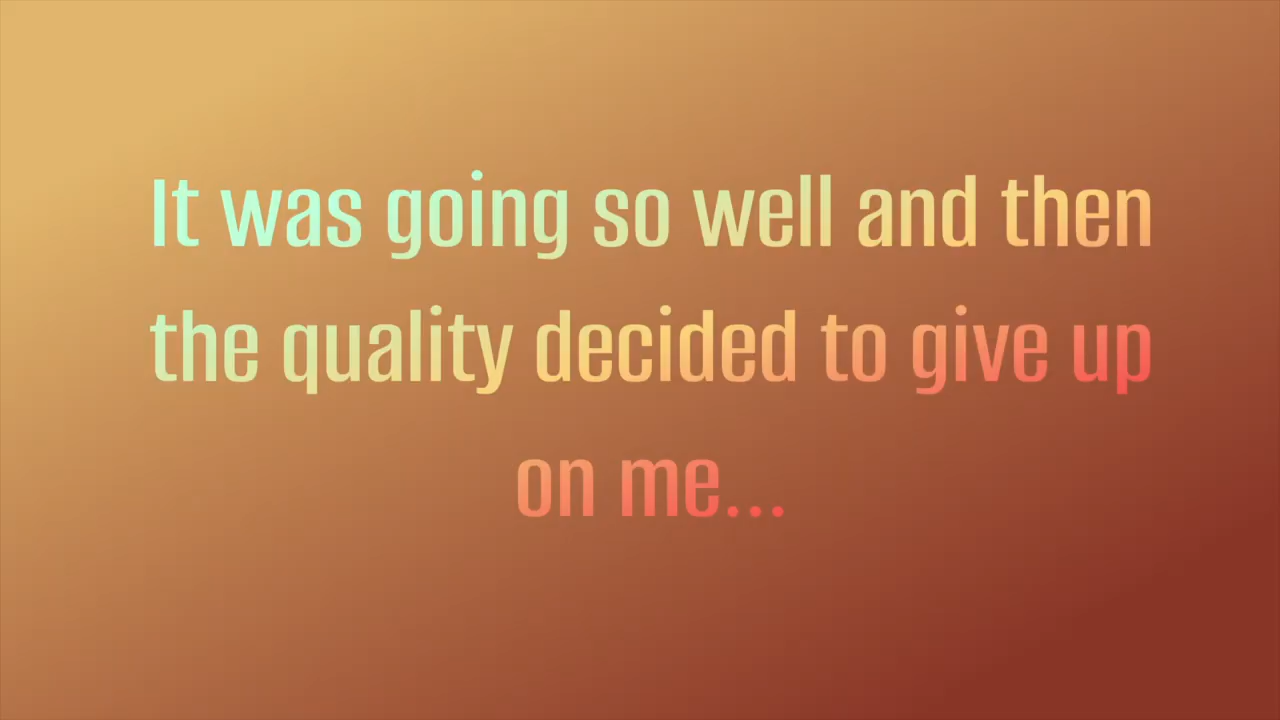 It was going so well and then
the quality decided to give up
on me...